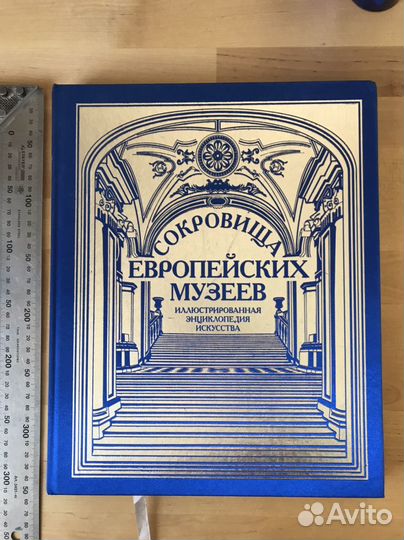 СОКРОВИЩА
ЕВРОПЕЙСКИХ
МУЗЕЕВ
ИЛЛЮСТРИРОВАННАЯ
ЭНЦИКЛОПЕДИЯ
ИСКУССТВА
Avito